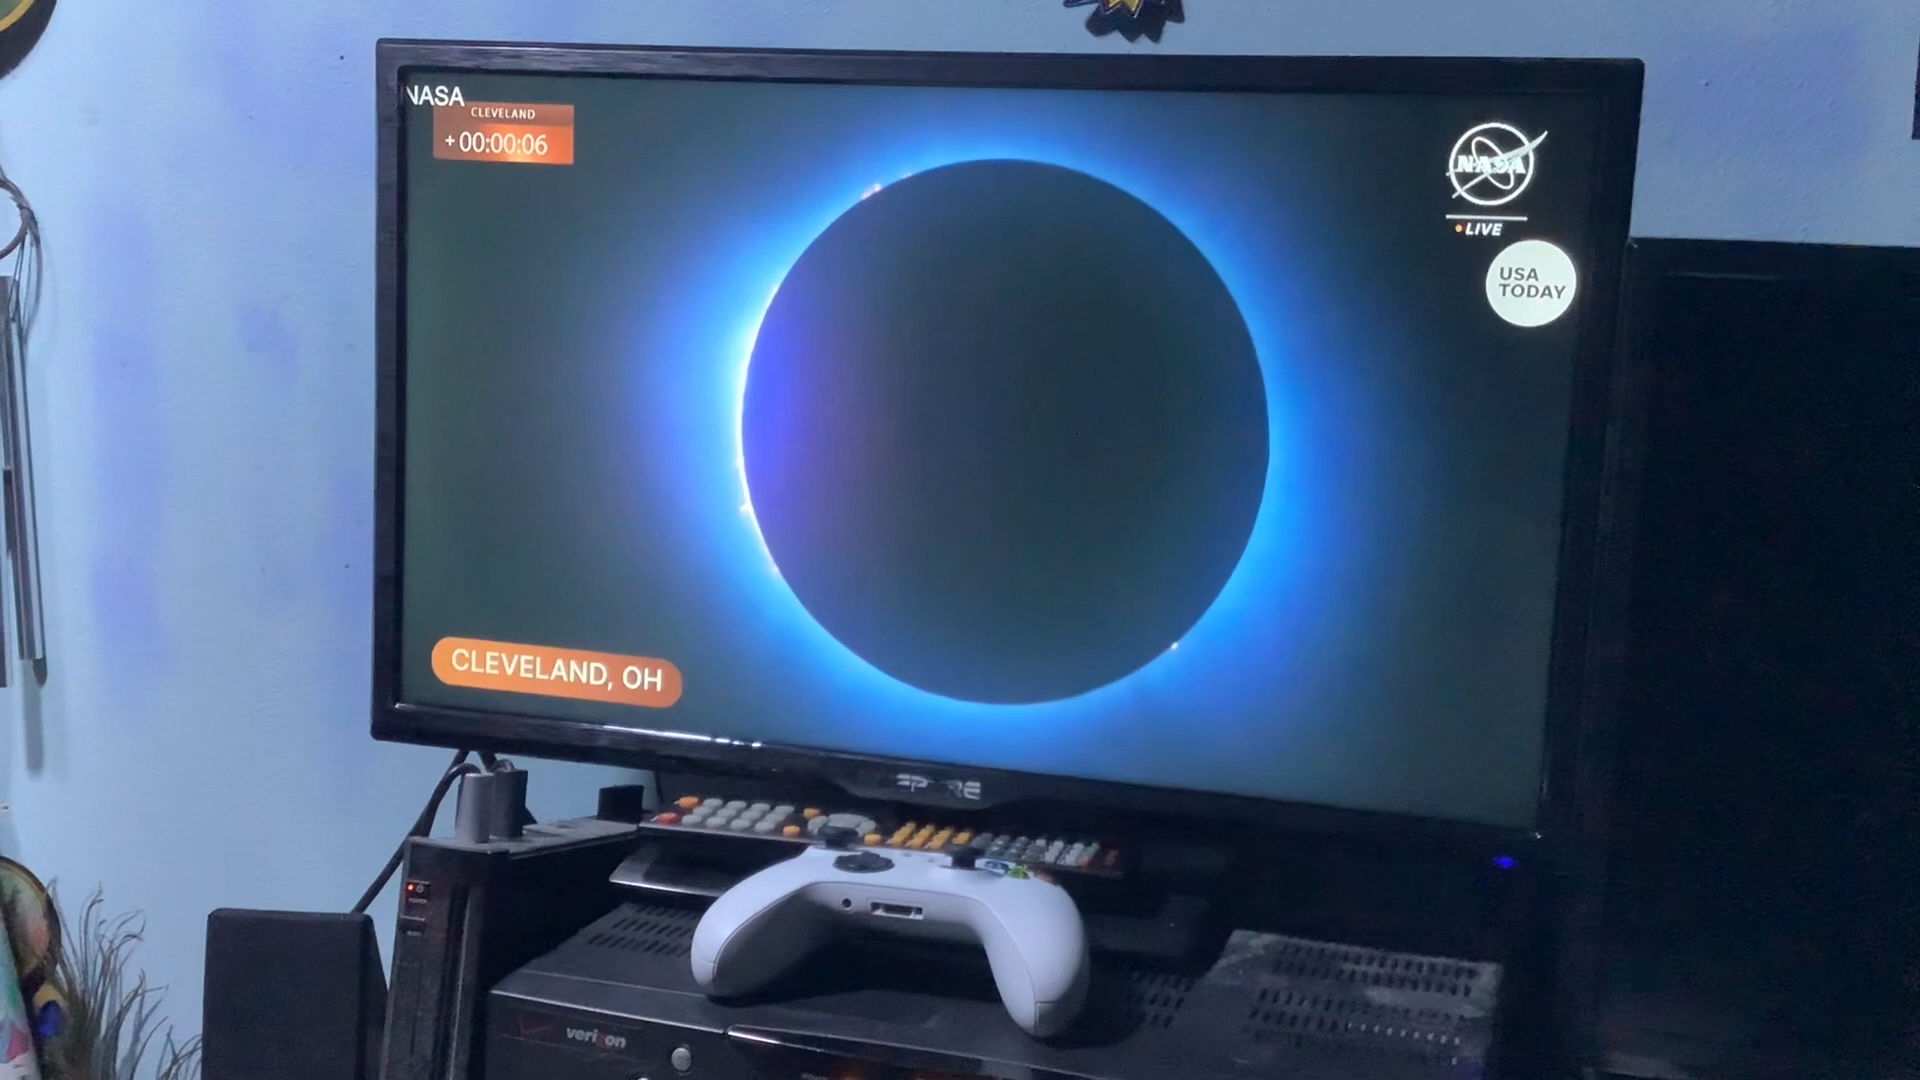 NASA
CLEVELAND
+ 00:00:06
NASA
• LIVE
USA
TODAY
CLEVELAND, OH
verizon